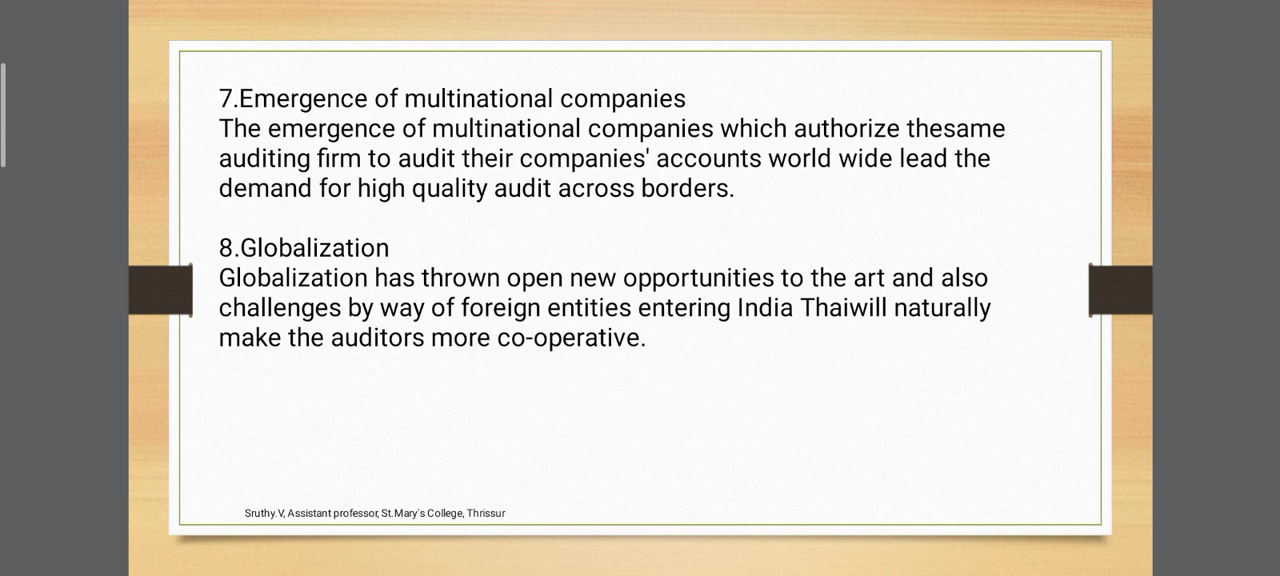 7.Emergence of multinational companies
The emergence of multinational companies which authorize thesame
auditing firm to audit their companies' accounts world wide lead the
demand for high quality audit across borders.
8.Globalization
Globalization has thrown open new opportunities to the art and also
challenges by way of foreign entities entering India Thaiwill naturally
make the auditors more co-operative.
Sruthy.V, Assistant professor, St.Mary's College, Thrissur